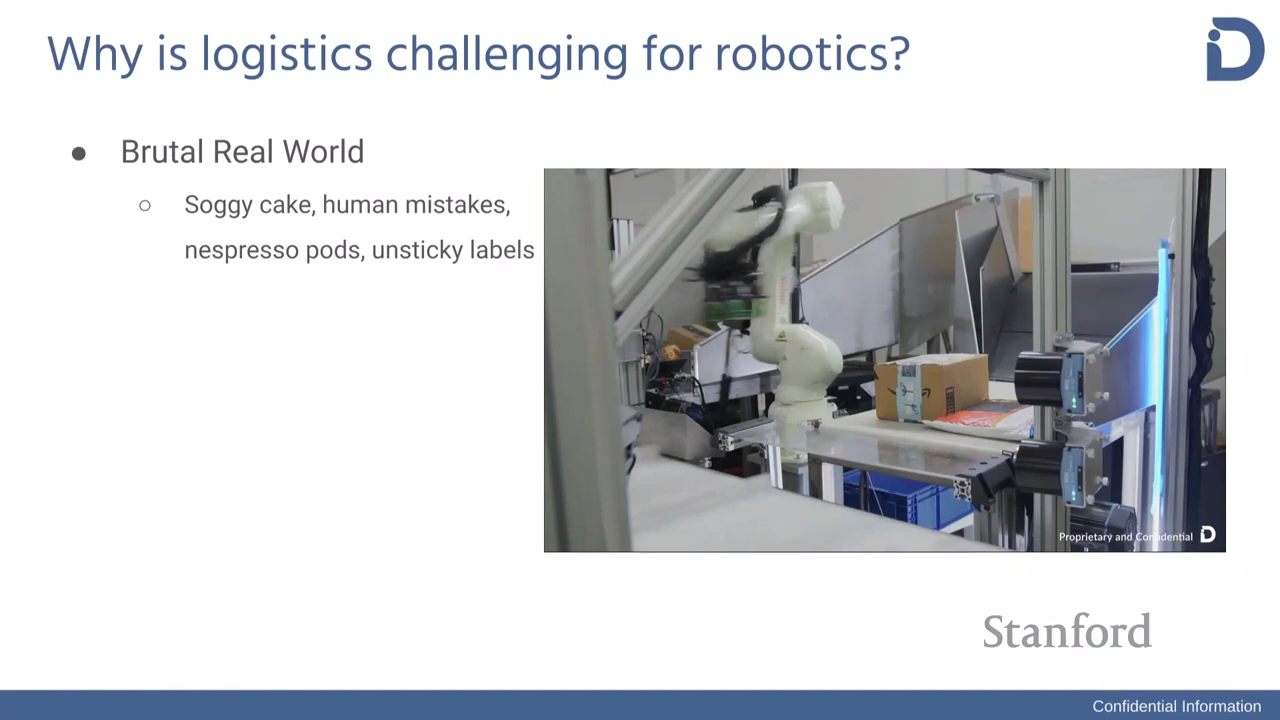 Why is logistics challenging for robotics?
Brutal Real World
Soggy cake, human mistakes,
nespresso pods, unsticky labels
Proprietary and Confidential
Stanford
Confidential Information